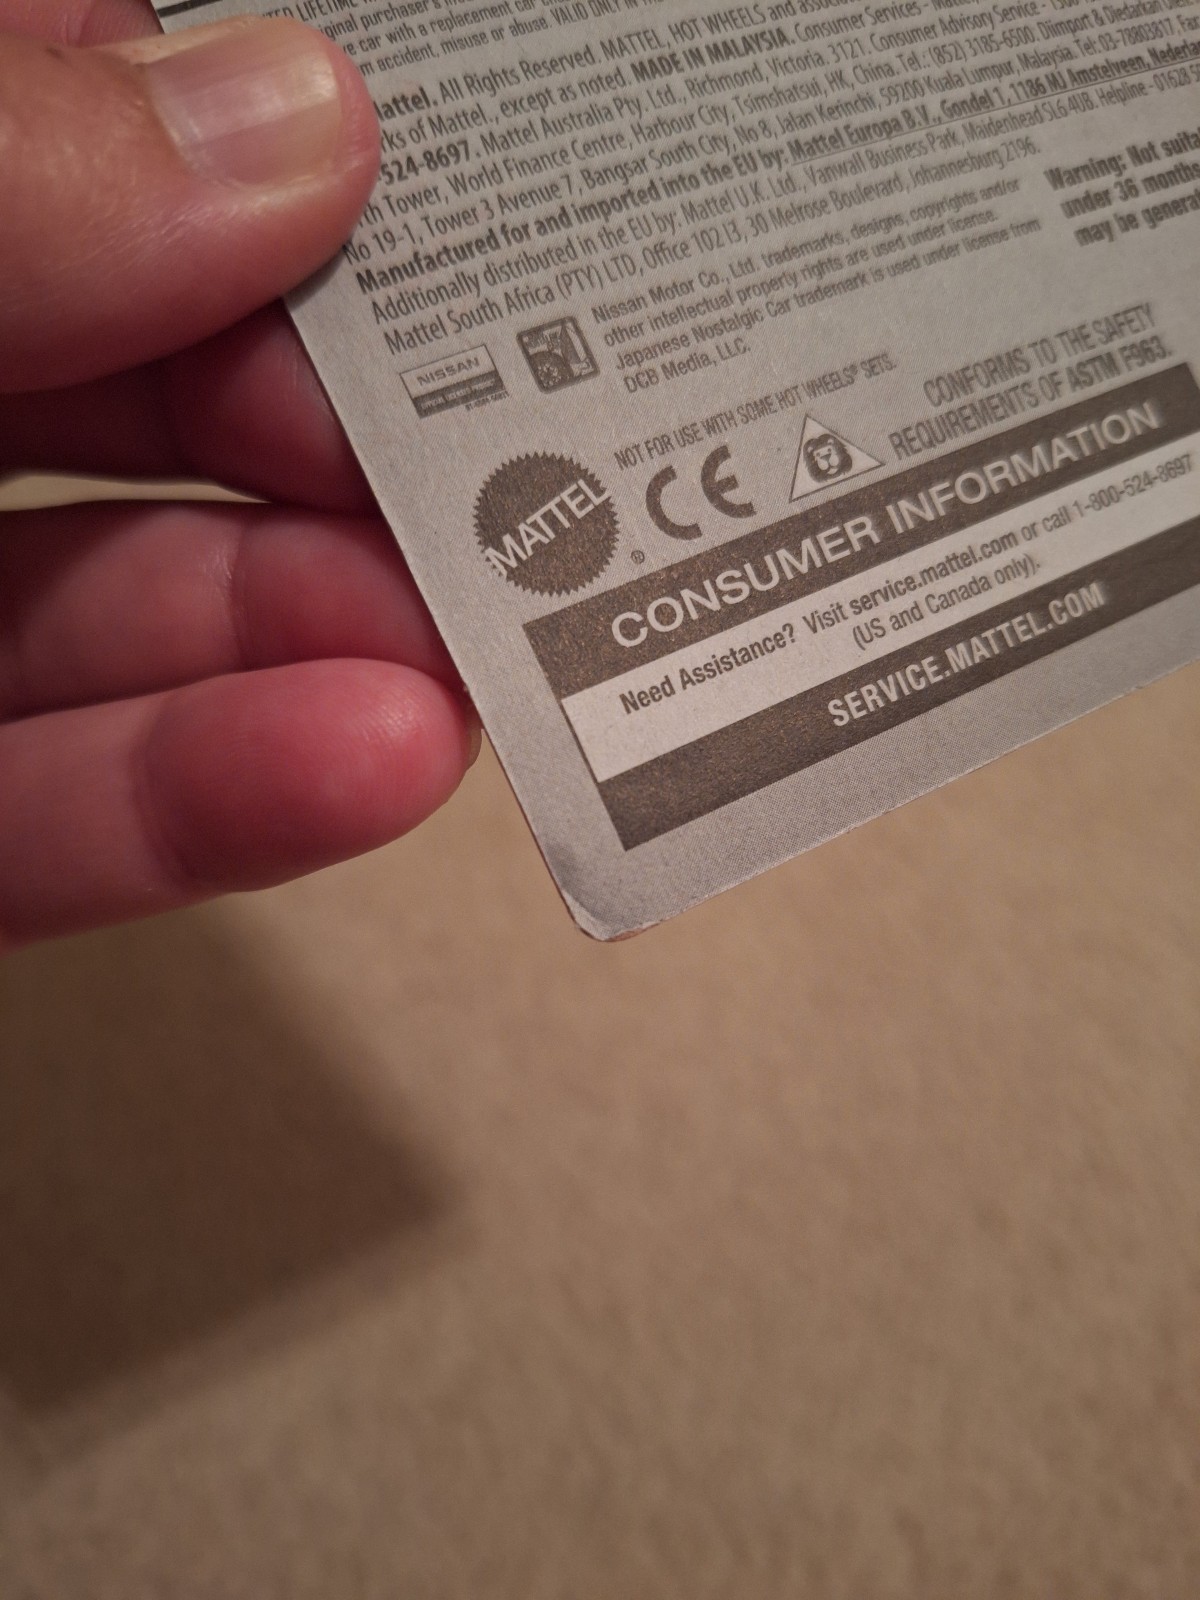 LIFETIME
original purchaser's
car with a replacement car
accident, misuse or abuse. VALID ONLY IN
Mattel. All Rights Reserved. MATTEL, HOT WHEELS and
of Mattel., except as noted. MADE IN MALAYSIA. Consumer Services -
-524-8697. Mattel Australia Pty. Ltd., Richmond, Victoria. 3121. Consumer Advisory Service -
Tower, World Finance Centre, Harbour City, Tsimshatsui, HK, China. Tel.: (852) 3185-6500. Diimport & Diedarkan
No 19-1, Tower 3 Avenue 7, Bangsar South City, No 8, Jalan Kerinchi, 59200 Kuala Lumpur, Malaysia. Tel: 03-78803817,
Manufactured for and imported into the EU by: Mattel Europa B.V., Gondel 1, 1186 MJ Amstelveen,
Additionally distributed in the EU by: Mattel U.K. Ltd., Vanwall Business Park, Maidenhead SL6 4UB. Helpline - 01628
Mattel South Africa (PTY) LTD, Office 102 I3, 30 Melrose Boulevard, Johannesburg 2196.
Warning: Not
under 36 months
may be
NISSAN
Nissan Motor Co., Ltd. trademarks, designs, copyrights and/or
other intellectual property rights are used under license.
Japanese Nostalgic Car trademark is used under license from
DCB Media, LLC.
NOT FOR USE WITH SOME HOT WHEELS® SETS.
MATTEL ®
CE
CONFORMS TO THE SAFETY
REQUIREMENTS OF ASTM F963.
CONSUMER INFORMATION
Need Assistance? Visit service.mattel.com or call 1-800-524-8697
(US and Canada only).
SERVICE.MATTEL.COM